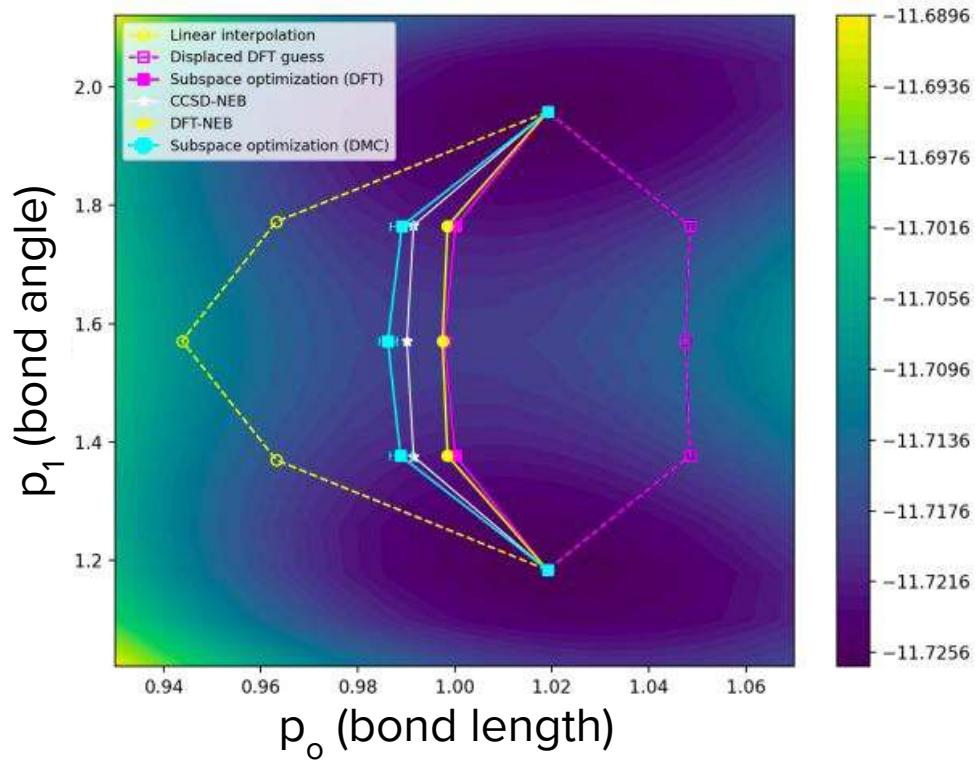 Linear interpolation
Displaced DFT guess
Subspace optimization (DFT)
CCSD-NEB
DFT-NEB
Subspace optimization (DMC)
2.0
1.8
1.6
1.4
1.2
p1 (bond angle)
0.94 0.96 0.98 1.00 1.02 1.04 1.06
po (bond length)
−11.6896
−11.6936
−11.6976
−11.7016
−11.7056
−11.7096
−11.7136
−11.7176
−11.7216
−11.7256